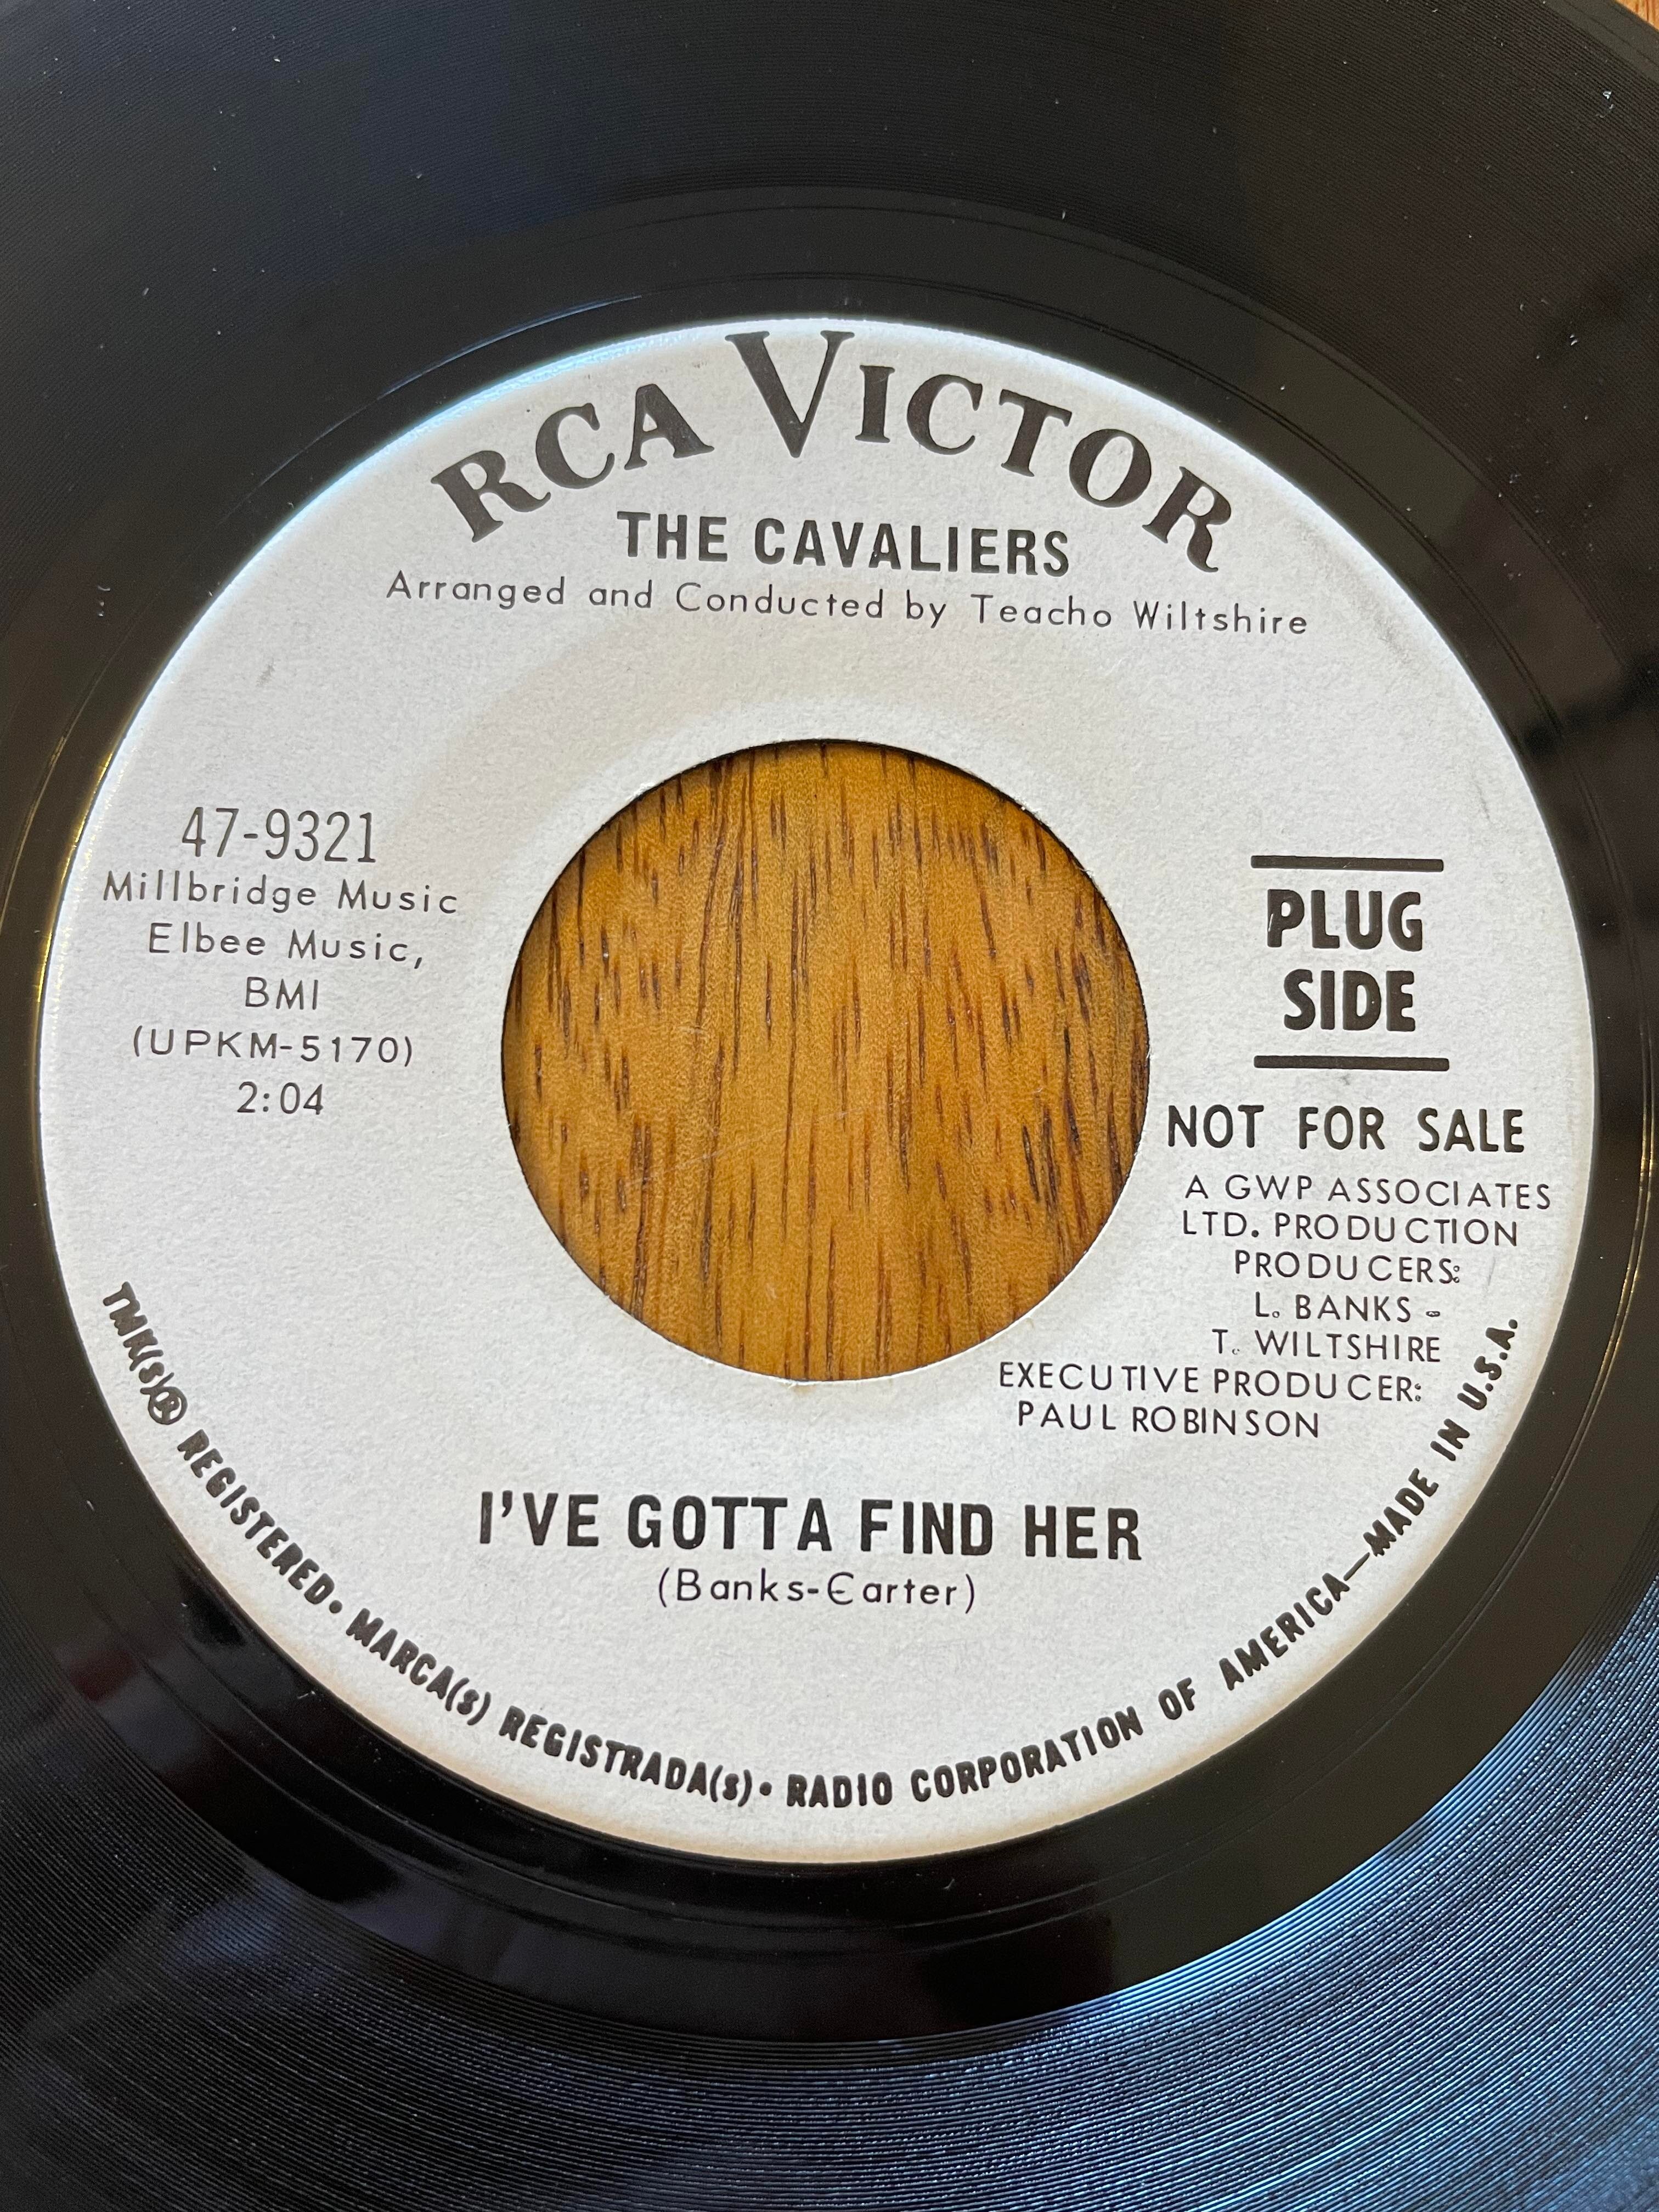 RCA VICTOR
THE CAVALIERS
Arranged and Conducted by Teacho Wiltshire
47-9321
Millbridge Music
Elbee Music,
BMI
(UPKM-5170)
2:04
PLUG
SIDE
NOT FOR SALE
A GWP ASSOCIATES
LTD. PRODUCTION
PRODUCERS:
L. BANKS -
T. WILTSHIRE
EXECUTIVE PRODUCER:
PAUL ROBINSON
I'VE GOTTA FIND HER
(Banks-Carter)
TMK(s)® REGISTERED • MARCA(s) REGISTRADA(s) • RADIO CORPORATION OF AMERICA—MADE IN U.S.A.